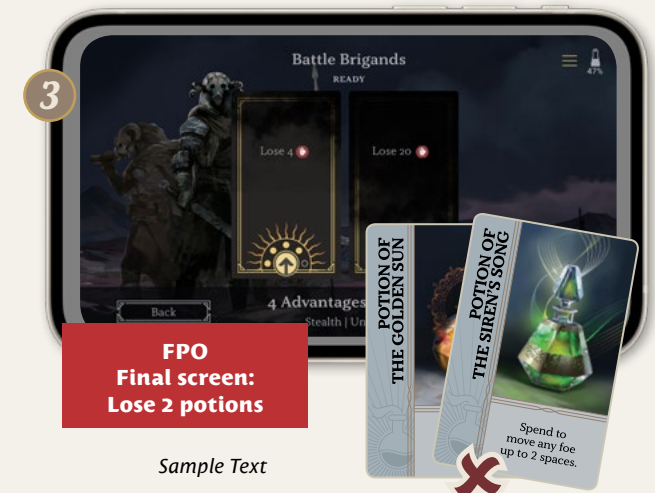 3
Battle Brigands
READY
47%
Lose 4
Lose 20
4 Advantages
Stealth | Un
Back
FPO
Final screen:
Lose 2 potions
POTION OF
THE GOLDEN SUN
POTION OF
THE SIREN'S SONG
Spend to
move any foe
up to 2 spaces.
Sample Text